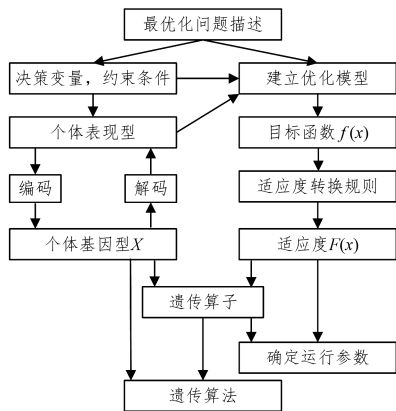 最优化问题描述
决策变量，约束条件
建立优化模型
个体表现型
目标函数 f(x)
编码
解码
适应度转换规则
个体基因型X
适应度F(x)
遗传算子
确定运行参数
遗传算法